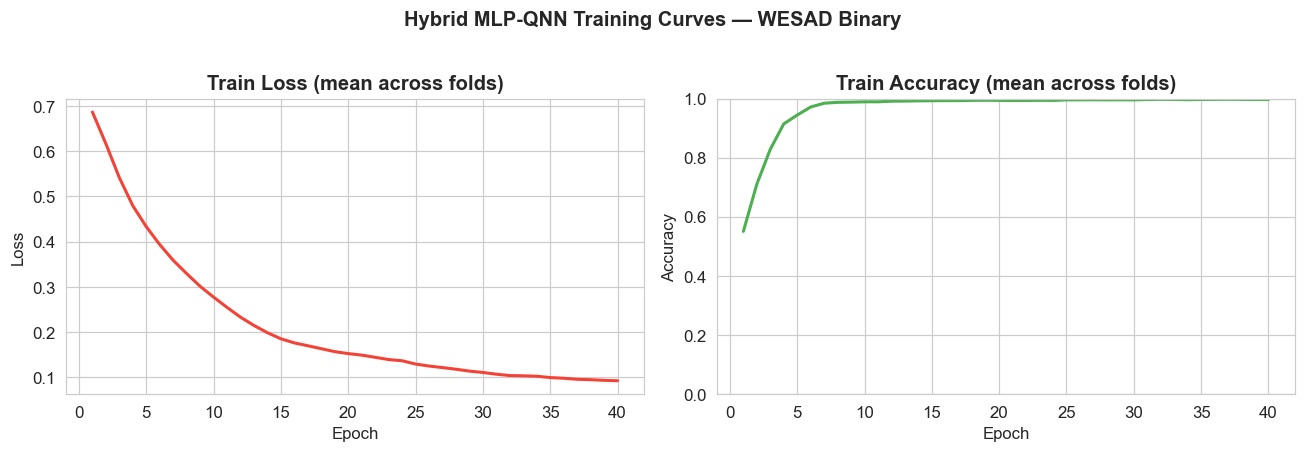 Hybrid MLP-QNN Training Curves — WESAD Binary
Train Loss (mean across folds)
0.7
0.6
0.5
0.4
0.3
0.2
0.1
Loss
0 5 10 15 20 25 30 35 40
Epoch
Train Accuracy (mean across folds)
1.0
0.8
0.6
0.4
0.2
0.0
Accuracy
0 5 10 15 20 25 30 35 40
Epoch